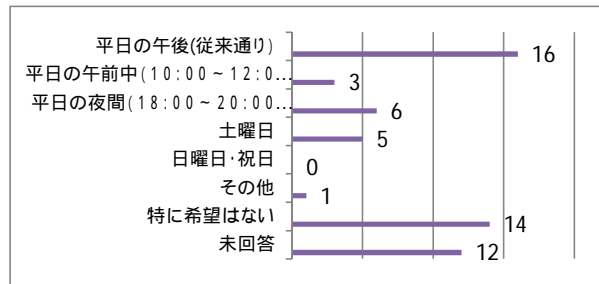 平日の午後(従来通り) 16
平日の午前中(10:00~12:0... 3
平日の夜間(18:00~20:00... 6
土曜日 5
日曜日・祝日 0
その他 1
特に希望はない 14
未回答 12